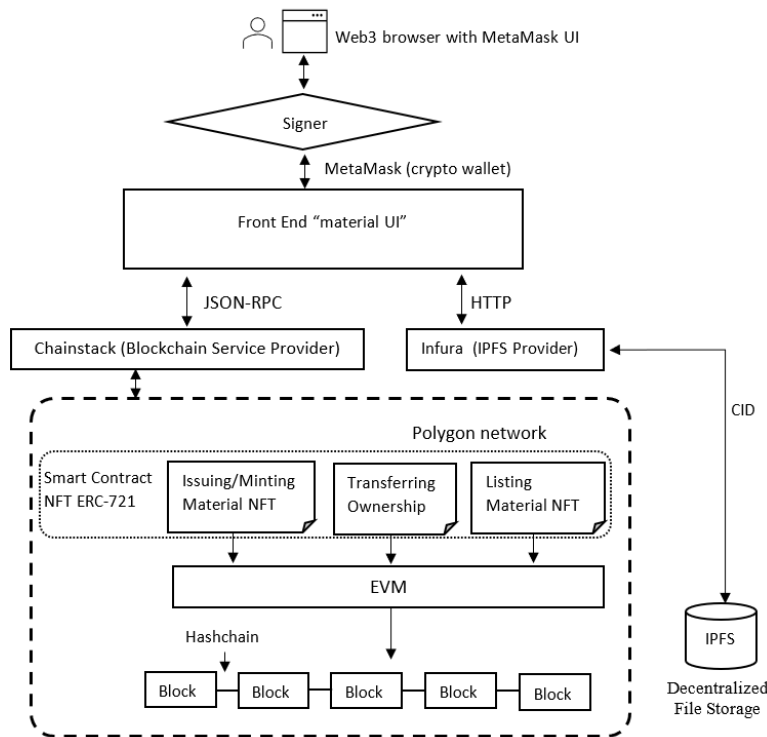 Web3 browser with MetaMask UI
Signer
MetaMask (crypto wallet)
Front End “material UI”
JSON-RPC
HTTP
Chainstack (Blockchain Service Provider)
Infura (IPFS Provider)
CID
Polygon network
Smart Contract
NFT ERC-721
Issuing/Minting
Material NFT
Transferring
Ownership
Listing
Material NFT
EVM
Hashchain
Block
Block
Block
Block
Block
IPFS
Decentralized
File Storage